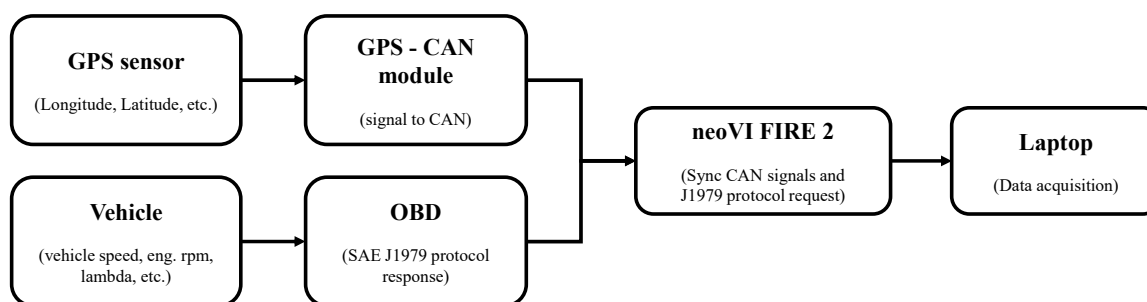 GPS sensor
(Longitude, Latitude, etc.)
GPS - CAN
module
(signal to CAN)
Vehicle
(vehicle speed, eng. rpm,
lambda, etc.)
OBD
(SAE J1979 protocol
response)
neoVI FIRE 2
(Sync CAN signals and
J1979 protocol request)
Laptop
(Data acquisition)